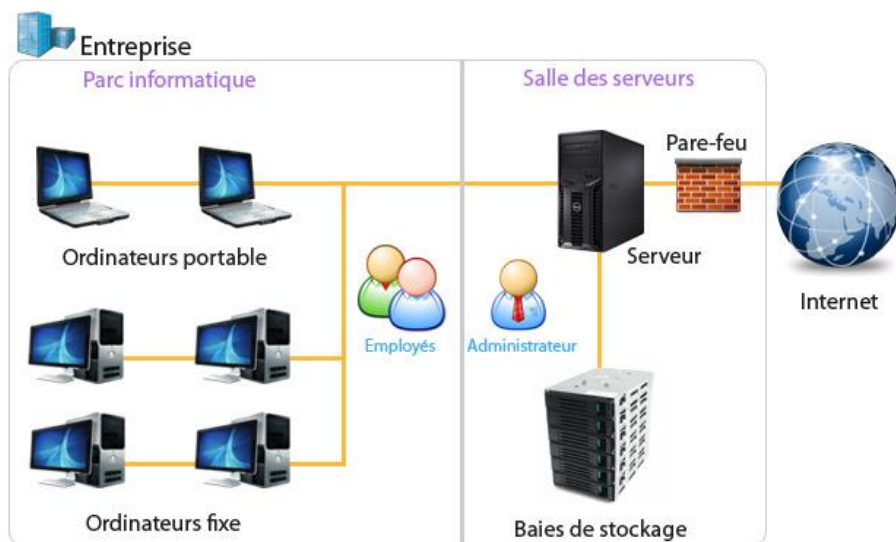 Entreprise
Parc informatique
Salle des serveurs
Pare-feu
Ordinateurs portable
Serveur
Internet
Employés
Administrateur
Ordinateurs fixe
Baies de stockage